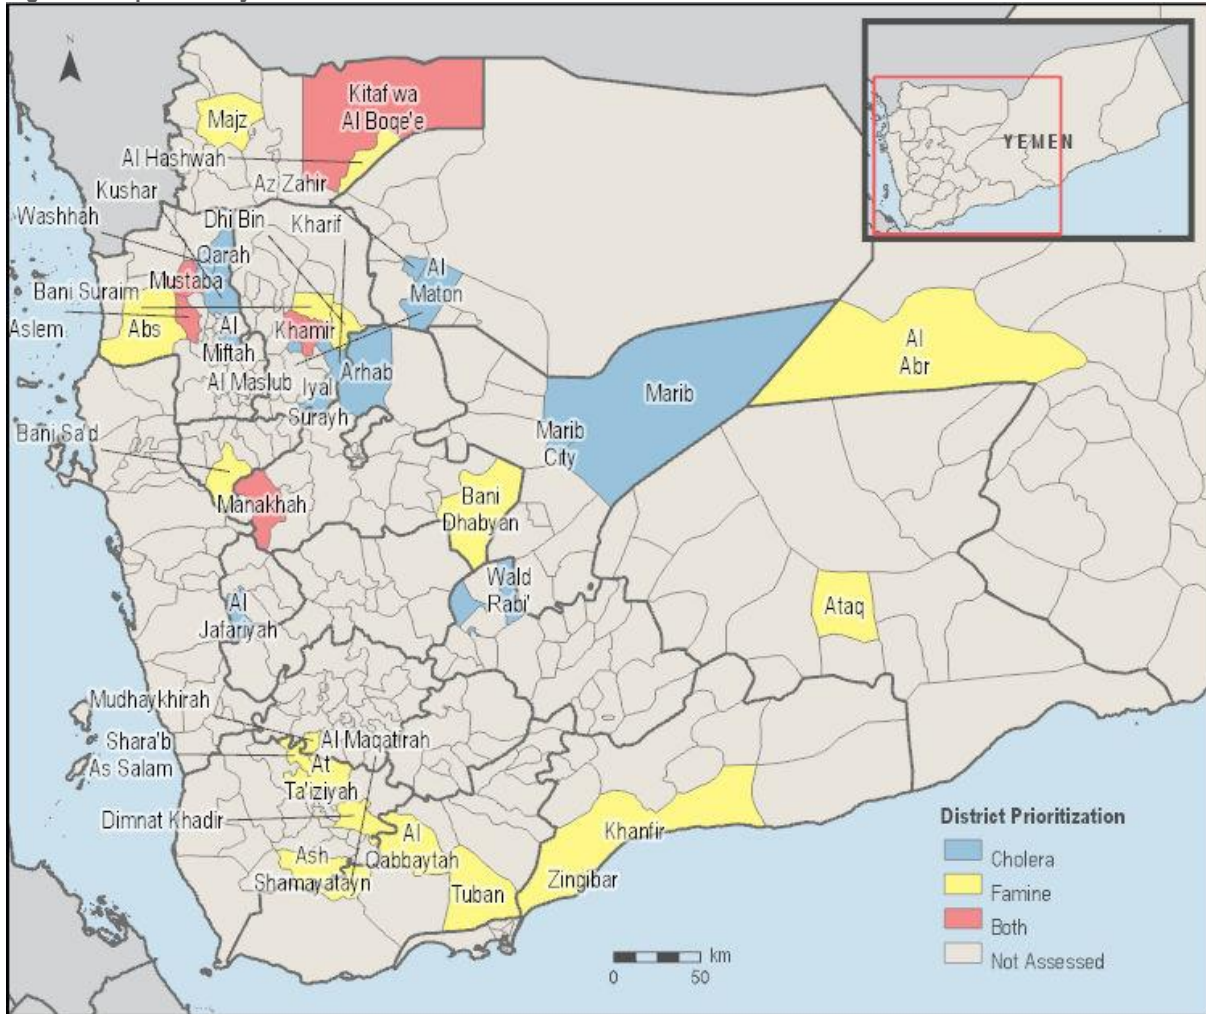 N
Kitaf wa
Al Boqe'e
Majz
YEMEN
Al Hashwah
Kushar
Az Zahir
Washhah
Dhi Bin
Kharif
Qarah
Mustaba
Al
Maton
Bani Suraim
Aslem
Abs
Al
Miftah
Khamir
Al
Abr
Al Maslub
Iyal
Surayh
Arhab
Marib
Marib
City
Bani Sa'd
Manakhah
Bani
Dhabyan
Wald
Rabi'
Al
Jafariyah
Ataq
Mudhaykhirah
Shara'b
As Salam
Al Maqatirah
At
Ta'iziyah
Dimnat Khadir
Al
Qabbaytah
Ash
Shamayatayn
Khanfir
Zingibar
Tuban
District Prioritization
Cholera
Famine
Both
Not Assessed
km
0 50